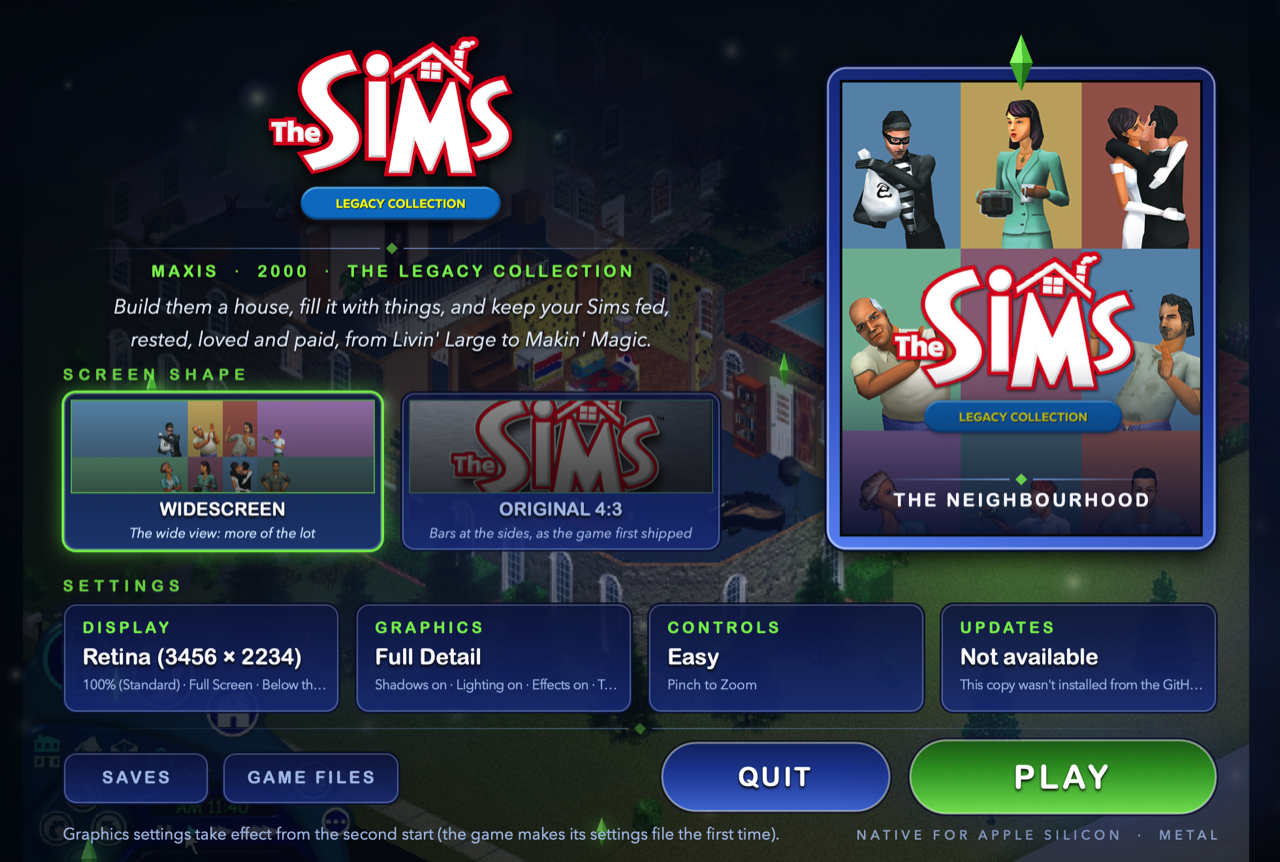 The SiMS
LEGACY COLLECTION
MAXIS · 2000 · THE LEGACY COLLECTION
Build them a house, fill it with things, and keep your Sims fed,
rested, loved and paid, from Livin' Large to Makin' Magic.
The SiMS
LEGACY COLLECTION
THE NEIGHBOURHOOD
SCREEN SHAPE
WIDESCREEN
The wide view: more of the lot
The SiMS
ORIGINAL 4:3
Bars at the sides, as the game first shipped
SETTINGS
DISPLAY
Retina (3456 × 2234)
100% (Standard) · Full Screen · Below th…
GRAPHICS
Full Detail
Shadows on · Lighting on · Effects on · T…
CONTROLS
Easy
Pinch to Zoom
UPDATES
Not available
This copy wasn't installed from the GitH…
SAVES
GAME FILES
QUIT
PLAY
AM 11:40
Graphics settings take effect from the second start (the game makes its settings file the first time).
NATIVE FOR APPLE SILICON · METAL